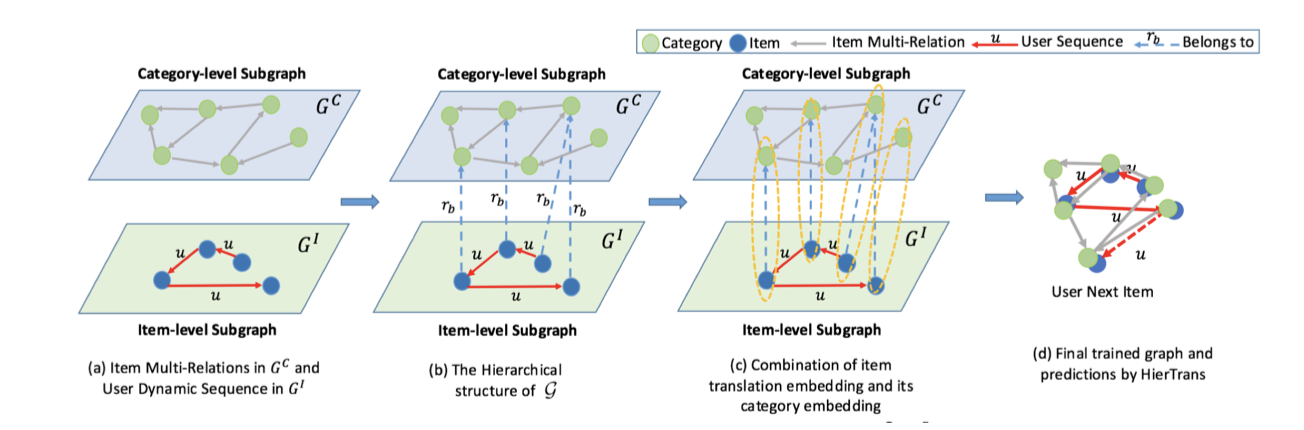 Category Item Item Multi-Relation u User Sequence r_b Belongs to
Category-level Subgraph
G^C
G^I
u u
u
Item-level Subgraph
(a) Item Multi-Relations in G^C and
User Dynamic Sequence in G^I
Category-level Subgraph
G^C
r_b r_b r_b r_b
G^I
u u
u
Item-level Subgraph
(b) The Hierarchical
structure of 𝒢
Category-level Subgraph
G^C
G^I
u u
u
Item-level Subgraph
(c) Combination of item
translation embedding and its
category embedding
u u
u
u
User Next Item
(d) Final trained graph and
predictions by HierTrans